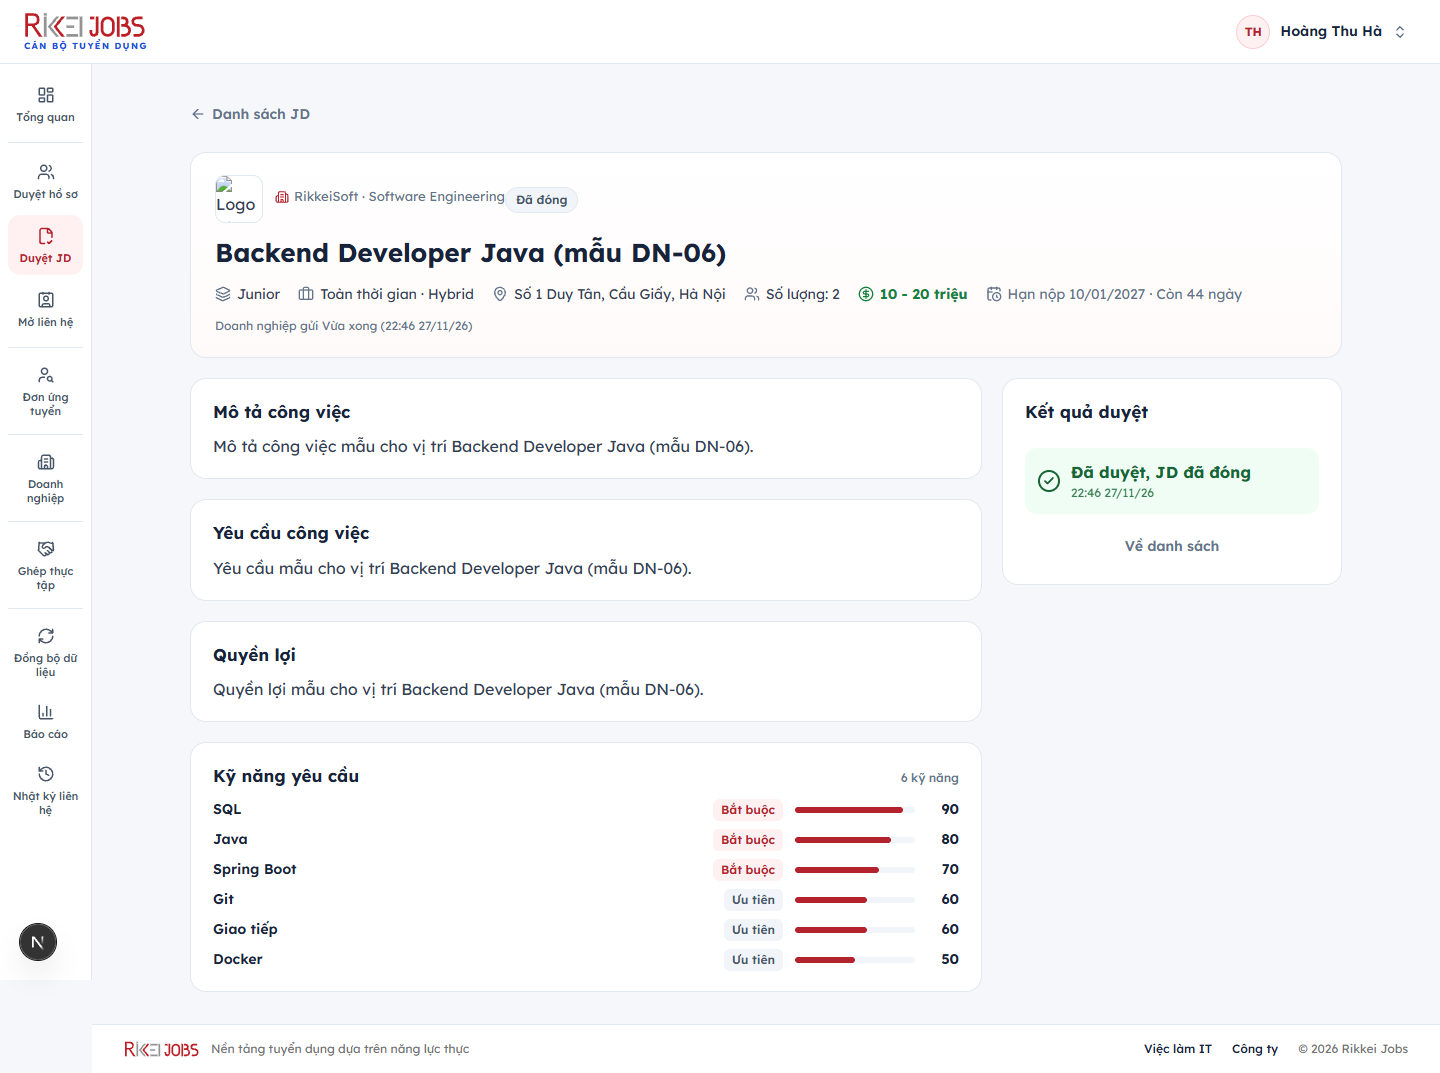 RIKKEI JOBS
CÁN BỘ TUYỂN DỤNG
TH
Hoàng Thu Hà
Tổng quan
Duyệt hồ sơ
Duyệt JD
Mở liên hệ
Đơn ứng
tuyển
Doanh
nghiệp
Ghép thực
tập
Đồng bộ dữ
liệu
Báo cáo
Nhật ký liên
hệ
N
Danh sách JD
Logo
RikkeiSoft · Software Engineering
Đã đóng
Backend Developer Java (mẫu DN-06)
Junior
Toàn thời gian · Hybrid
Số 1 Duy Tân, Cầu Giấy, Hà Nội
Số lượng: 2
10 - 20 triệu
Hạn nộp 10/01/2027 · Còn 44 ngày
Doanh nghiệp gửi Vừa xong (22:46 27/11/26)
Mô tả công việc
Mô tả công việc mẫu cho vị trí Backend Developer Java (mẫu DN-06).
Yêu cầu công việc
Yêu cầu mẫu cho vị trí Backend Developer Java (mẫu DN-06).
Quyền lợi
Quyền lợi mẫu cho vị trí Backend Developer Java (mẫu DN-06).
Kỹ năng yêu cầu
6 kỹ năng
SQL Bắt buộc 90
Java Bắt buộc 80
Spring Boot Bắt buộc 70
Git Ưu tiên 60
Giao tiếp Ưu tiên 60
Docker Ưu tiên 50
Kết quả duyệt
Đã duyệt, JD đã đóng
22:46 27/11/26
Về danh sách
RIKKEI JOBS
Nền tảng tuyển dụng dựa trên năng lực thực
Việc làm IT
Công ty
© 2026 Rikkei Jobs